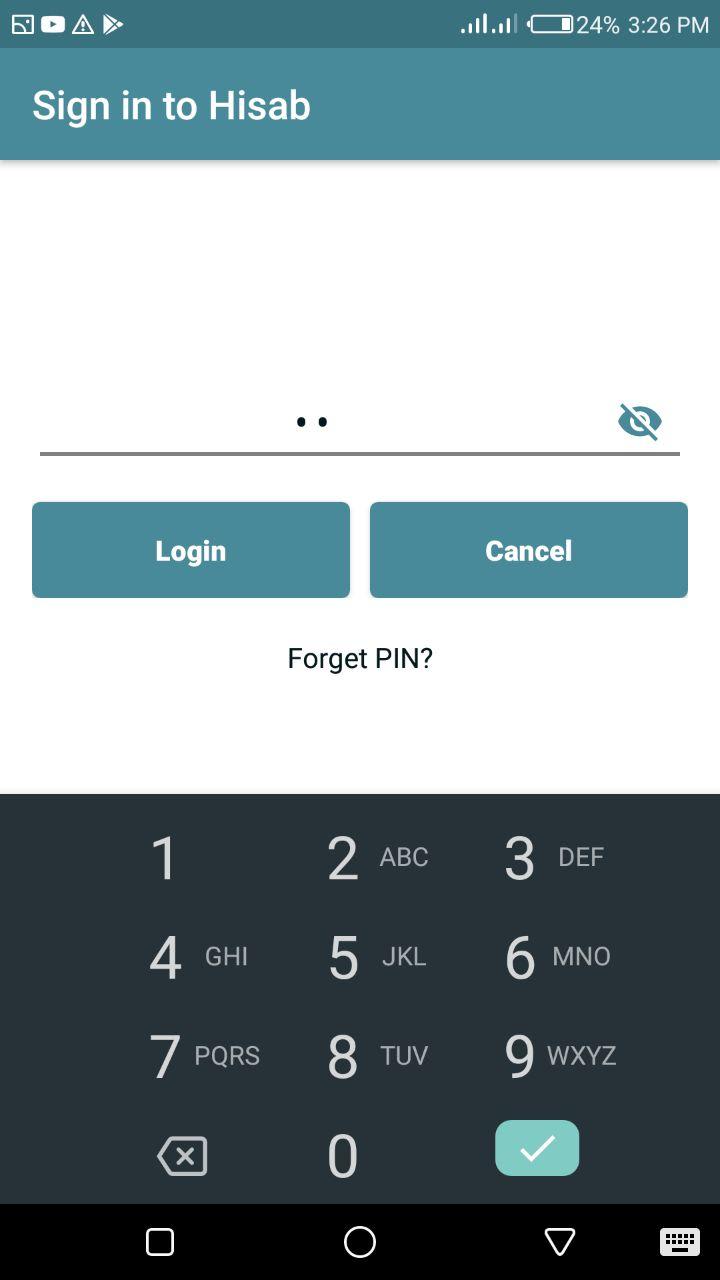 24% 3:26 PM
Sign in to Hisab
Login Cancel
Forget PIN?
1 2 ABC 3 DEF
4 GHI 5 JKL 6 MNO
7 PQRS 8 TUV 9 WXYZ
0